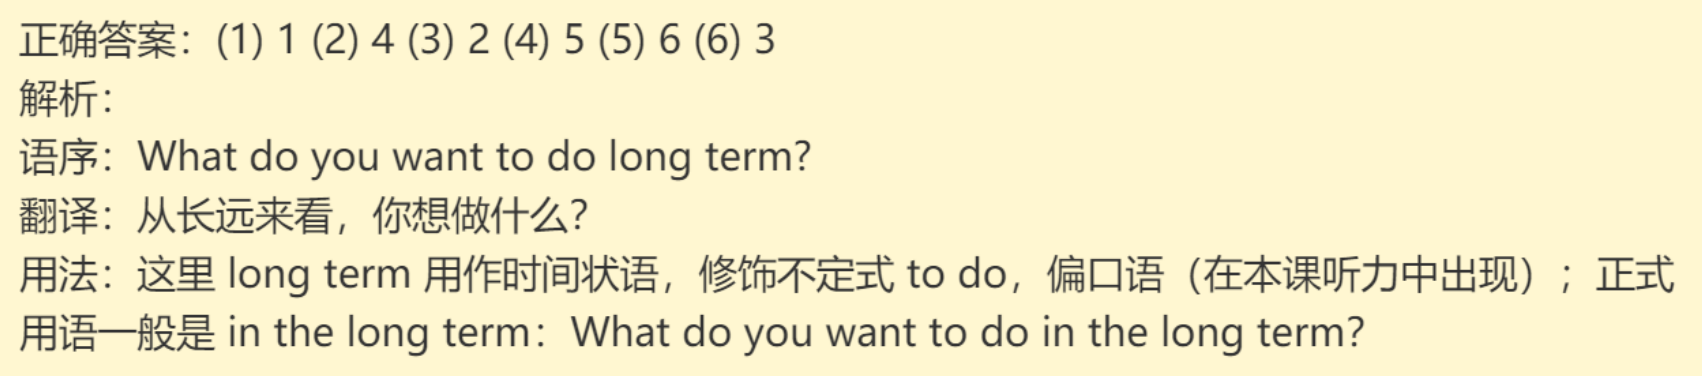 正确答案：(1) 1 (2) 4 (3) 2 (4) 5 (5) 6 (6) 3
解析：
语序：What do you want to do long term?
翻译：从长远来看，你想做什么？
用法：这里 long term 用作时间状语，修饰不定式 to do，偏口语（在本课听力中出现）；正式
用语一般是 in the long term：What do you want to do in the long term?